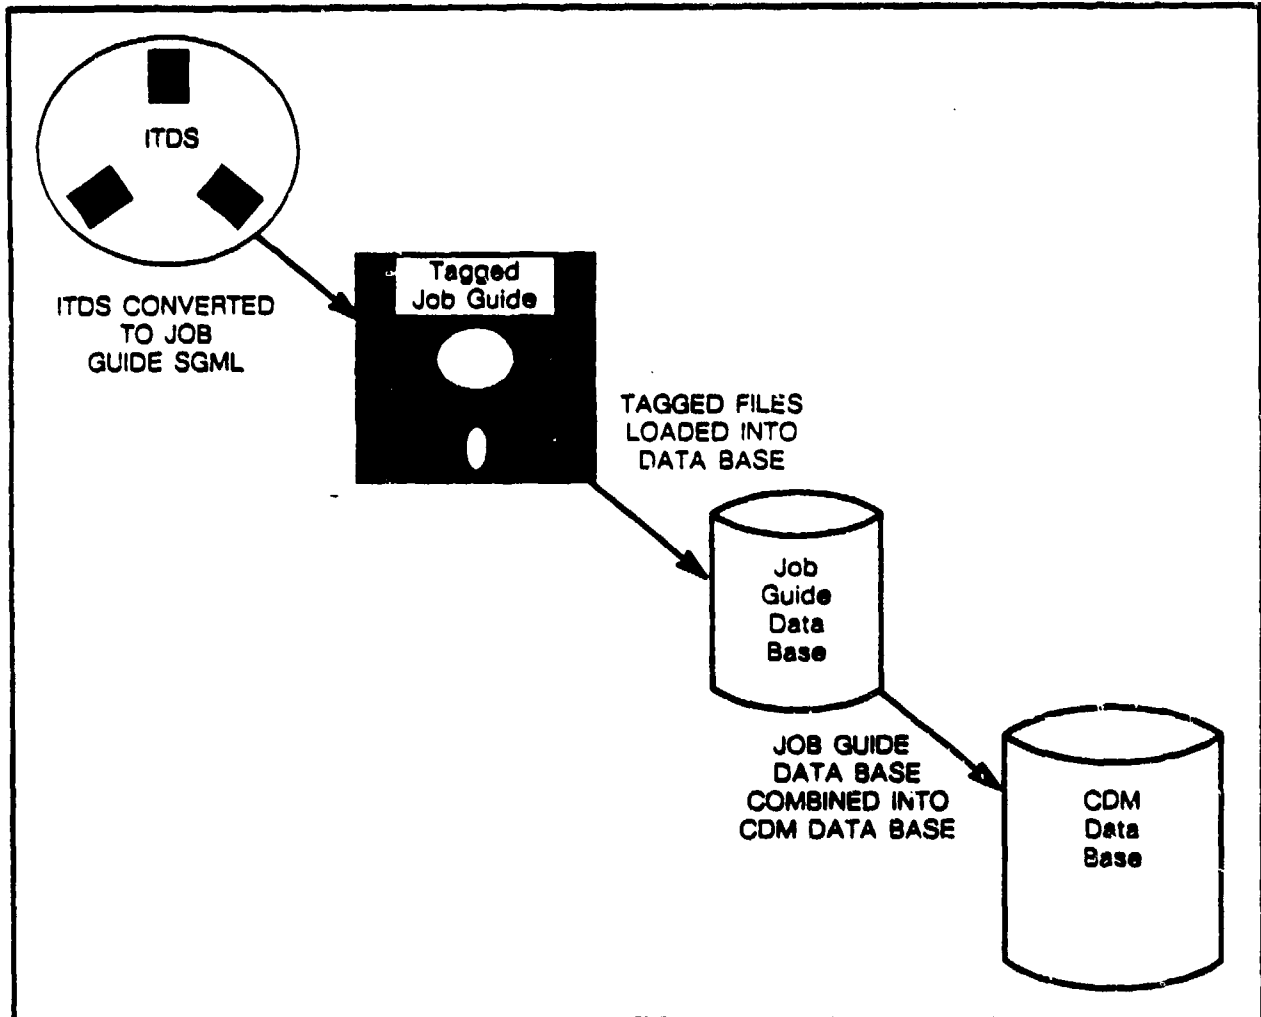 ITDS
ITDS CONVERTED
TO JOB
GUIDE SGML
Tagged
Job Guide
TAGGED FILES
LOADED INTO
DATA BASE
Job
Guide
Data
Base
JOB GUIDE
DATA BASE
COMBINED INTO
CDM DATA BASE
CDM
Data
Base